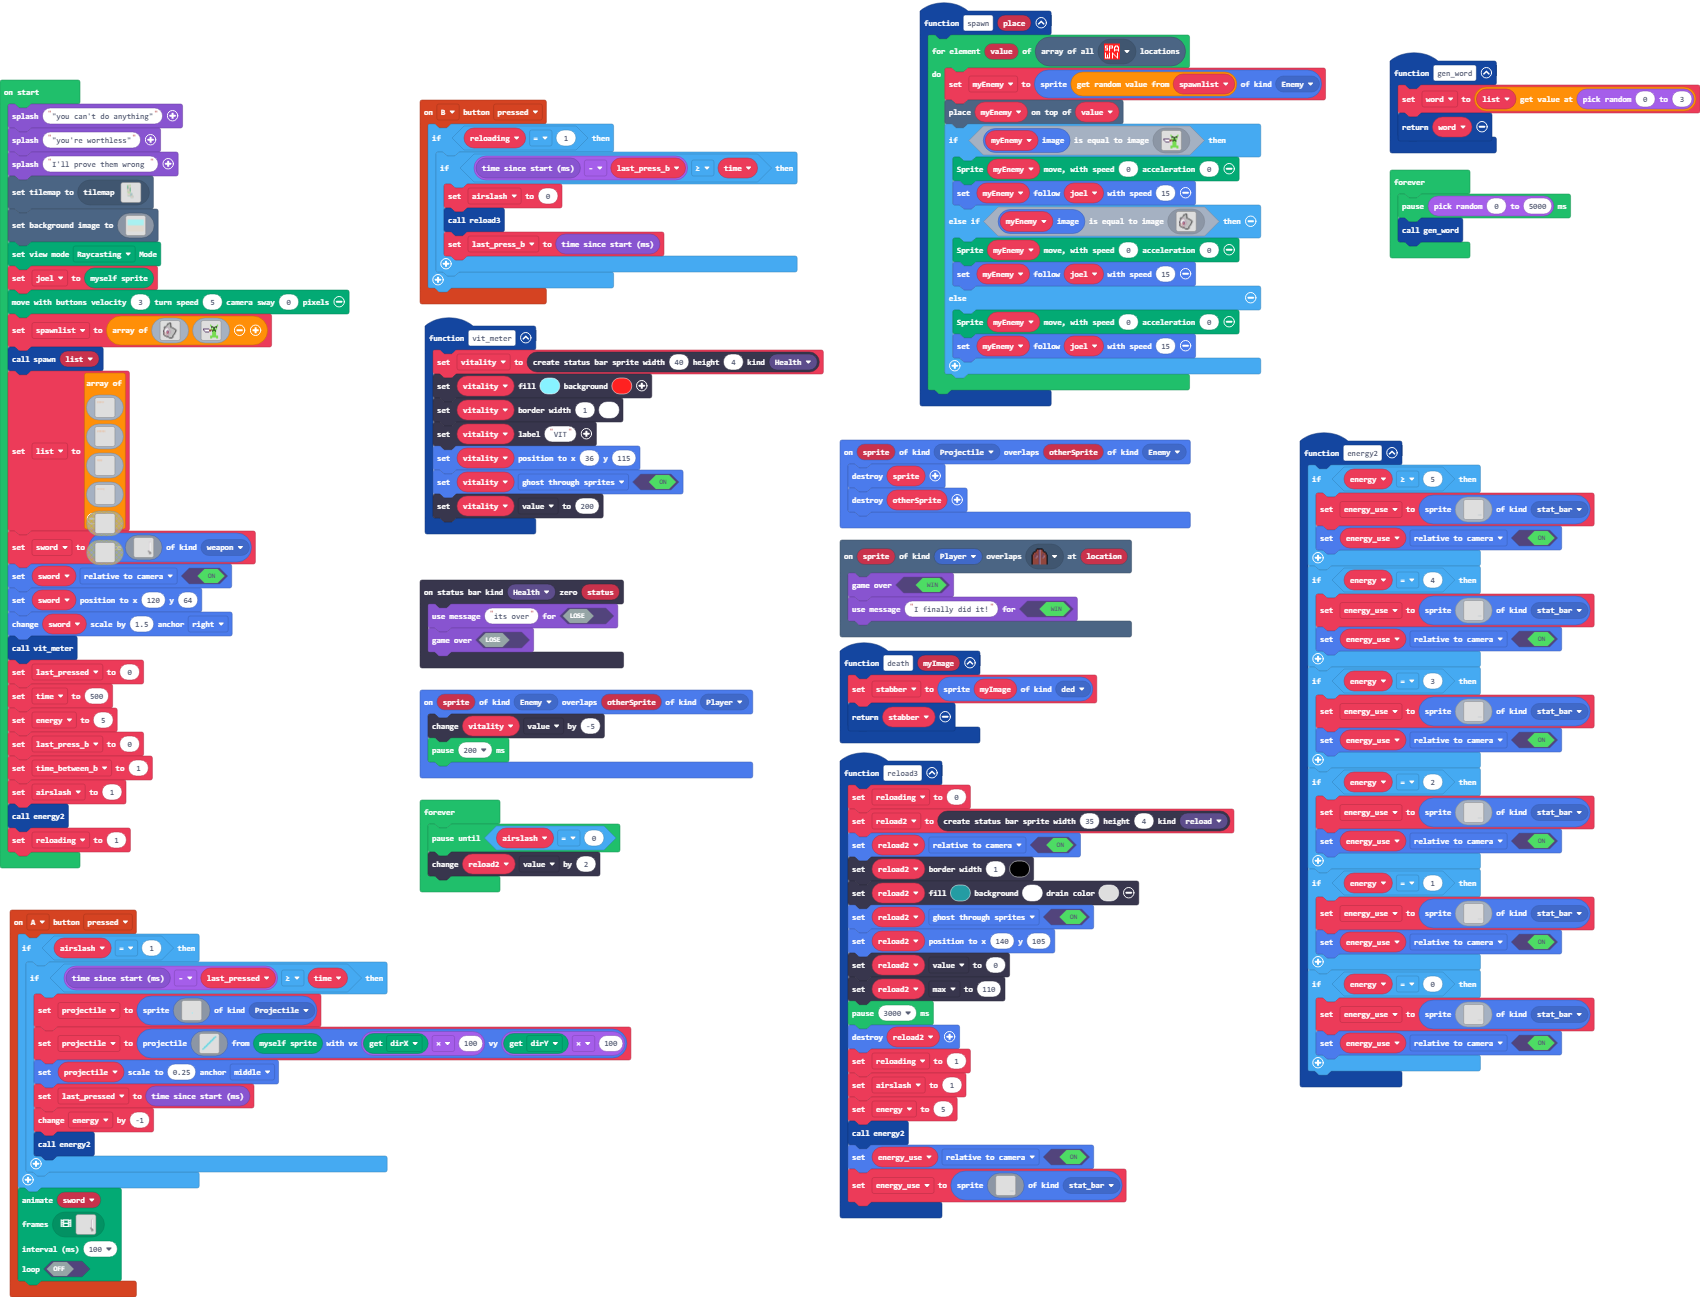 on start
splash "you can't do anything"
splash "you're worthless"
splash "I'll prove them wrong "
set tilemap to tilemap
set background image to
set view mode Raycasting Mode
set joel to myself sprite
move with buttons velocity 3 turn speed 5 camera sway 0 pixels
set spawnlist to array of
call spawn list
set list to array of
set sword to of kind weapon
set sword relative to camera ON
set sword position to x 120 y 64
change sword scale by 1.5 anchor right
call vit_meter
set last_pressed to 0
set time to 500
set energy to 5
set last_press_b to 0
set time_between_b to 1
set airslash to 1
call energy2
set reloading to 1
on A button pressed
if airslash = 1 then
if time since start (ms) - last_pressed ≥ time then
set projectile to sprite of kind Projectile
set projectile to projectile from myself sprite with vx get dirX × 100 vy get dirY × 100
set projectile scale to 0.25 anchor middle
set last_pressed to time since start (ms)
change energy by -1
call energy2
animate sword
frames
interval (ms) 100
loop OFF
on B button pressed
if reloading = 1 then
if time since start (ms) - last_press_b ≥ time then
set airslash to 0
call reload3
set last_press_b to time since start (ms)
function vit_meter
set vitality to create status bar sprite width 40 height 4 kind Health
set vitality fill background
set vitality border width 1
set vitality label "VIT"
set vitality position to x 36 y 115
set vitality ghost through sprites ON
set vitality value to 200
on status bar kind Health zero status
use message "its over" for LOSE
game over LOSE
on sprite of kind Enemy overlaps otherSprite of kind Player
change vitality value by -5
pause 200 ms
forever
pause until airslash = 0
change reload2 value by 2
function spawn place
for element value of array of all SPAWN locations
do
set myEnemy to sprite get random value from spawnlist of kind Enemy
place myEnemy on top of value
if myEnemy image is equal to image then
Sprite myEnemy move, with speed 0 acceleration 0
set myEnemy follow joel with speed 15
else if myEnemy image is equal to image then
Sprite myEnemy move, with speed 0 acceleration 0
set myEnemy follow joel with speed 15
else
Sprite myEnemy move, with speed 0 acceleration 0
set myEnemy follow joel with speed 15
on sprite of kind Projectile overlaps otherSprite of kind Enemy
destroy sprite
destroy otherSprite
on sprite of kind Player overlaps at location
game over WIN
use message "I finally did it!" for WIN
function death myImage
set stabber to sprite myImage of kind ded
return stabber
function reload3
set reloading to 0
set reload2 to create status bar sprite width 35 height 4 kind reload
set reload2 relative to camera ON
set reload2 border width 1
set reload2 fill background drain color
set reload2 ghost through sprites ON
set reload2 position to x 140 y 105
set reload2 value to 0
set reload2 max to 110
pause 3000 ms
destroy reload2
set reloading to 1
set airslash to 1
set energy to 5
call energy2
set energy_use relative to camera ON
set energy_use to sprite of kind stat_bar
function gen_word
set word to list get value at pick random 0 to 3
return word
forever
pause pick random 0 to 5000 ms
call gen_word
function energy2
if energy ≥ 5 then
set energy_use to sprite of kind stat_bar
set energy_use relative to camera ON
if energy = 4 then
set energy_use to sprite of kind stat_bar
set energy_use relative to camera ON
if energy = 3 then
set energy_use to sprite of kind stat_bar
set energy_use relative to camera ON
if energy = 2 then
set energy_use to sprite of kind stat_bar
set energy_use relative to camera ON
if energy = 1 then
set energy_use to sprite of kind stat_bar
set energy_use relative to camera ON
if energy = 0 then
set energy_use to sprite of kind stat_bar
set energy_use relative to camera ON